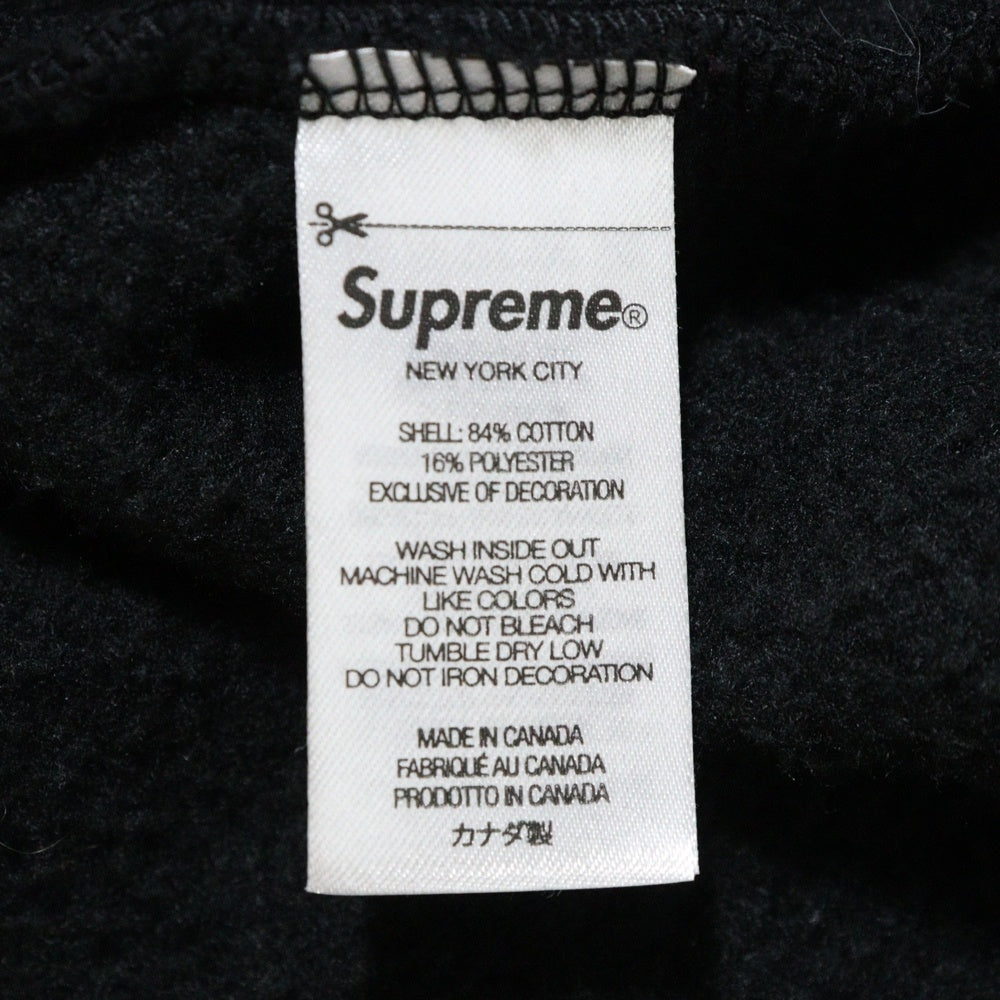 Supreme®
NEW YORK CITY
SHELL: 84% COTTON
16% POLYESTER
EXCLUSIVE OF DECORATION
WASH INSIDE OUT
MACHINE WASH COLD WITH
LIKE COLORS
DO NOT BLEACH
TUMBLE DRY LOW
DO NOT IRON DECORATION
MADE IN CANADA
FABRIQUÉ AU CANADA
PRODOTTO IN CANADA
カナダ製